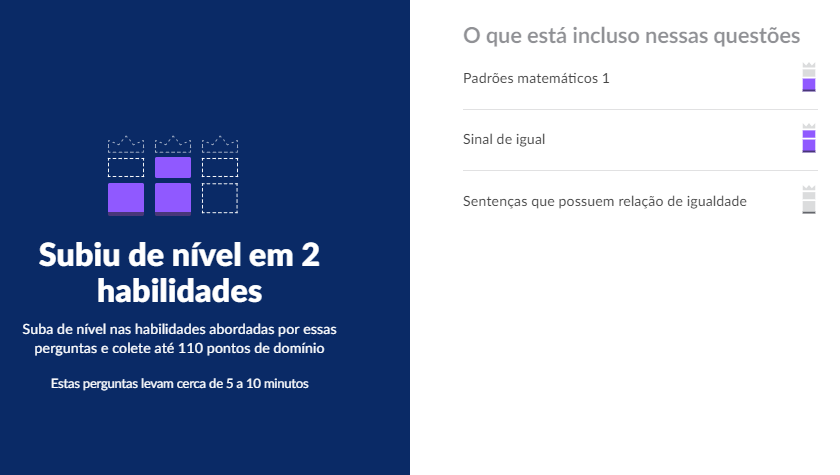 Subiu de nível em 2
habilidades
Suba de nível nas habilidades abordadas por essas
perguntas e colete até 110 pontos de domínio
Estas perguntas levam cerca de 5 a 10 minutos
O que está incluso nessas questões
Padrões matemáticos 1
Sinal de igual
Sentenças que possuem relação de igualdade